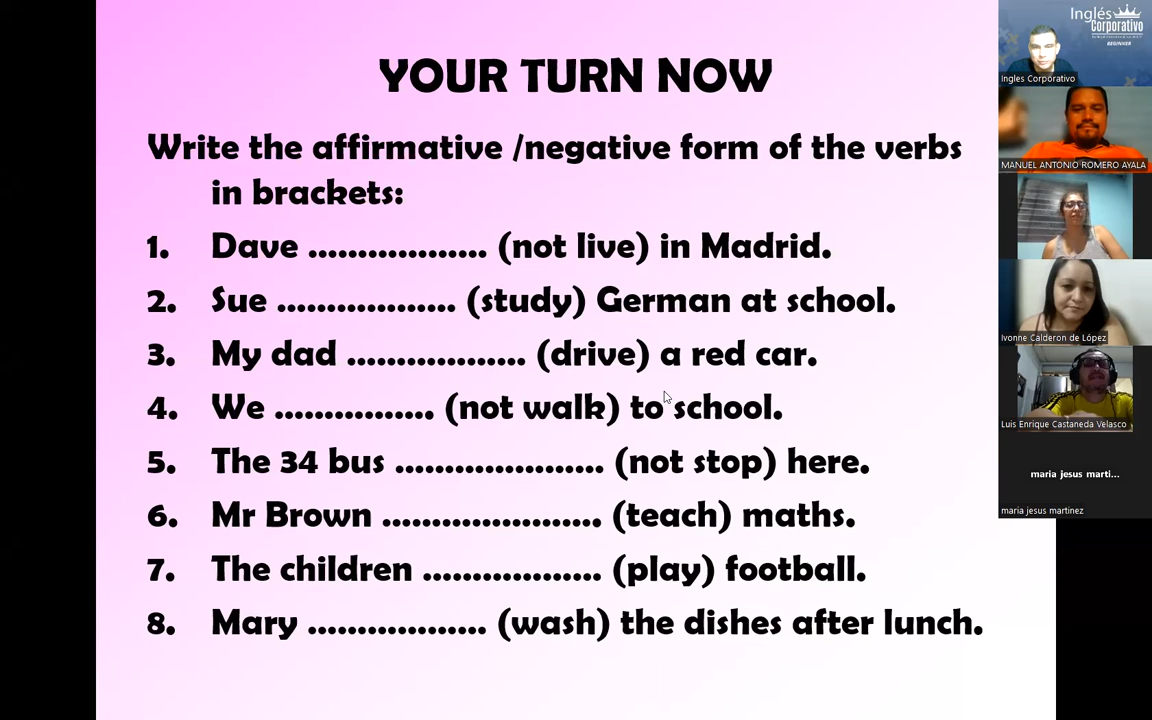 YOUR TURN NOW
Write the affirmative /negative form of the verbs
in brackets:
1. Dave .................. (not live) in Madrid.
2. Sue .................. (study) German at school.
3. My dad .................. (drive) a red car.
4. We ................ (not walk) to school.
5. The 34 bus ..................... (not stop) here.
6. Mr Brown ...................... (teach) maths.
7. The children .................. (play) football.
8. Mary .................. (wash) the dishes after lunch.
Inglés
Corporativo
BEGINNER
Ingles Corporativo
MANUEL ANTONIO ROMERO AYALA
Ivonne Calderon de López
Luis Enrique Castaneda Velasco
maria jesus marti...
maria jesus martinez